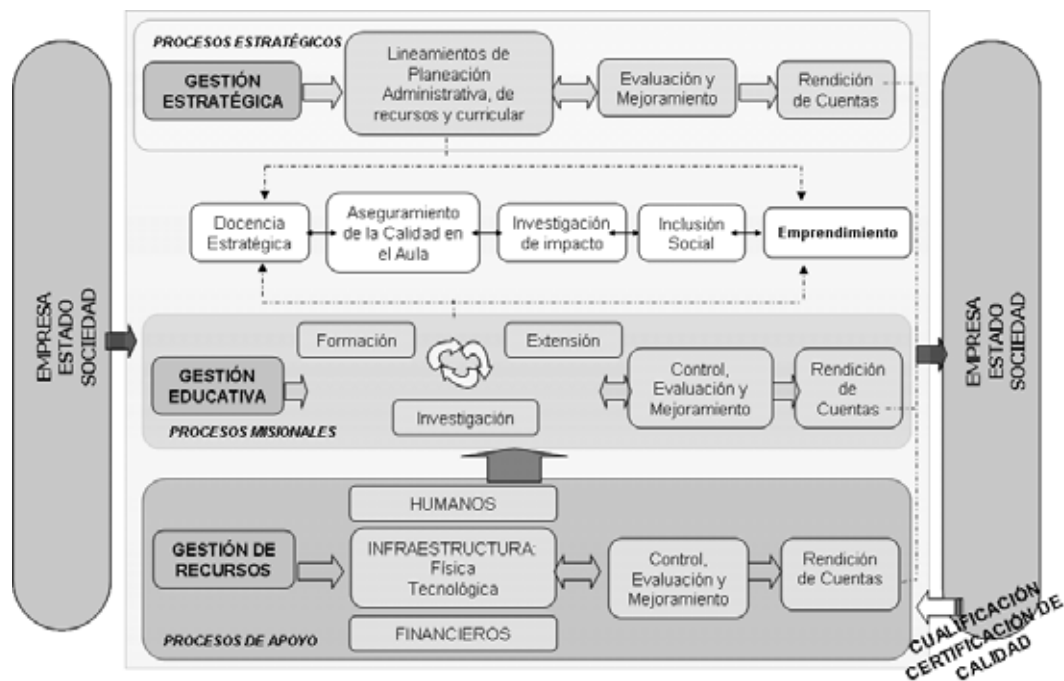 EMPRESA
ESTADO
SOCIEDAD
PROCESOS ESTRATÉGICOS
GESTIÓN
ESTRATÉGICA
Lineamientos de
Planeación
Administrativa, de
recursos y curricular
Evaluación y
Mejoramiento
Rendición
de Cuentas
Docencia
Estratégica
Aseguramiento
de la Calidad en
el Aula
Investigación
de impacto
Inclusión
Social
Emprendimiento
Formación
Extensión
Investigación
GESTIÓN
EDUCATIVA
PROCESOS MISIONALES
Control,
Evaluación y
Mejoramiento
Rendición
de
Cuentas
HUMANOS
GESTIÓN DE
RECURSOS
INFRAESTRUCTURA:
Física
Tecnológica
FINANCIEROS
Control,
Evaluación y
Mejoramiento
Rendición
de Cuentas
PROCESOS DE APOYO
EMPRESA
ESTADO
SOCIEDAD
CUALIFICACIÓN
CERTIFICACIÓN DE
CALIDAD